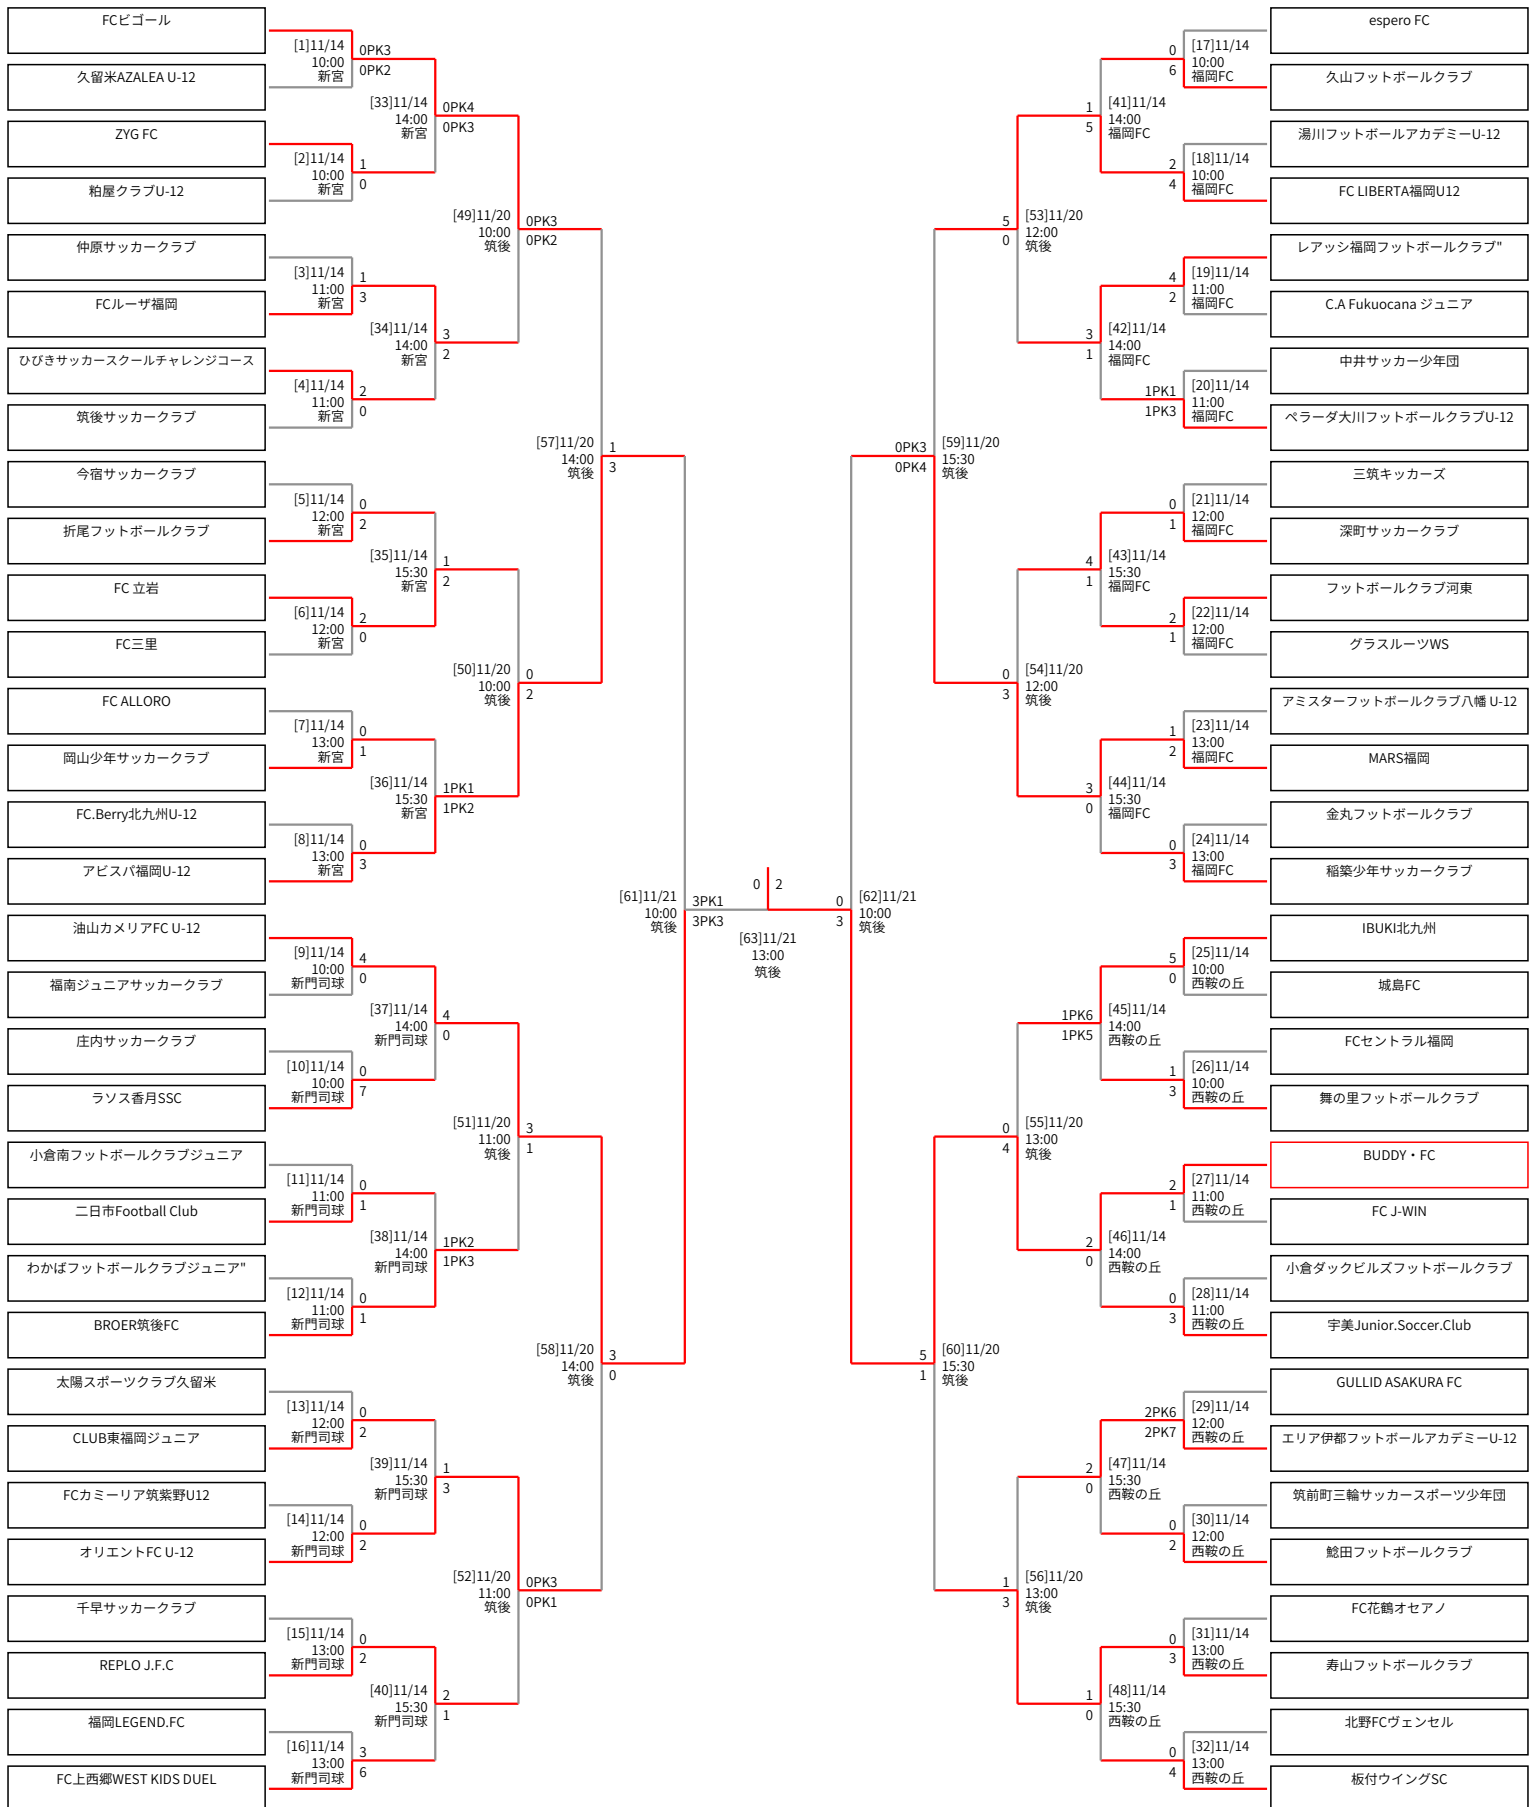 FCビゴール
久留米AZALEA U-12
ZYG FC
粕屋クラブU-12
仲原サッカークラブ
FCルーザ福岡
ひびきサッカースクールチャレンジコース
筑後サッカークラブ
今宿サッカークラブ
折尾フットボールクラブ
FC 立岩
FC三里
FC ALLORO
岡山少年サッカークラブ
FC.Berry北九州U-12
アビスパ福岡U-12
油山カメリアFC U-12
福南ジュニアサッカークラブ
庄内サッカークラブ
ラソス香月SSC
小倉南フットボールクラブジュニア
二日市Football Club
わかばフットボールクラブジュニア"
BROER筑後FC
太陽スポーツクラブ久留米
CLUB東福岡ジュニア
FCカミーリア筑紫野U12
オリエントFC U-12
千早サッカークラブ
REPLO J.F.C
福岡LEGEND.FC
FC上西郷WEST KIDS DUEL
[1]11/14
10:00
新宮
0PK3
0PK2
[2]11/14
10:00
新宮
1
0
[3]11/14
11:00
新宮
1
3
[4]11/14
11:00
新宮
2
0
[5]11/14
12:00
新宮
0
2
[6]11/14
12:00
新宮
2
0
[7]11/14
13:00
新宮
0
1
[8]11/14
13:00
新宮
0
3
[9]11/14
10:00
新門司球
4
0
[10]11/14
10:00
新門司球
0
7
[11]11/14
11:00
新門司球
0
1
[12]11/14
11:00
新門司球
0
1
[13]11/14
12:00
新門司球
0
2
[14]11/14
12:00
新門司球
0
2
[15]11/14
13:00
新門司球
0
2
[16]11/14
13:00
新門司球
3
6
[33]11/14
14:00
新宮
0PK4
0PK3
[34]11/14
14:00
新宮
3
2
[35]11/14
15:30
新宮
1
2
[36]11/14
15:30
新宮
1PK1
1PK2
[37]11/14
14:00
新門司球
4
0
[38]11/14
14:00
新門司球
1PK2
1PK3
[39]11/14
15:30
新門司球
1
3
[40]11/14
15:30
新門司球
2
1
[49]11/20
10:00
筑後
0PK3
0PK2
[50]11/20
10:00
筑後
0
2
[51]11/20
11:00
筑後
3
1
[52]11/20
11:00
筑後
0PK3
0PK1
[57]11/20
14:00
筑後
1
3
[58]11/20
14:00
筑後
3
0
[61]11/21
10:00
筑後
3PK1
3PK3
0 2
[63]11/21
13:00
筑後
0
3
[62]11/21
10:00
筑後
0PK3
0PK4
[59]11/20
15:30
筑後
5
1
[60]11/20
15:30
筑後
5
0
[53]11/20
12:00
筑後
0
3
[54]11/20
12:00
筑後
0
4
[55]11/20
13:00
筑後
1
3
[56]11/20
13:00
筑後
1
5
[41]11/14
14:00
福岡FC
3
1
[42]11/14
14:00
福岡FC
4
1
[43]11/14
15:30
福岡FC
3
0
[44]11/14
15:30
福岡FC
1PK6
1PK5
[45]11/14
14:00
西鞍の丘
2
0
[46]11/14
14:00
西鞍の丘
2
0
[47]11/14
15:30
西鞍の丘
1
0
[48]11/14
15:30
西鞍の丘
0
6
[17]11/14
10:00
福岡FC
2
4
[18]11/14
10:00
福岡FC
4
2
[19]11/14
11:00
福岡FC
1PK1
1PK3
[20]11/14
11:00
福岡FC
0
1
[21]11/14
12:00
福岡FC
2
1
[22]11/14
12:00
福岡FC
1
2
[23]11/14
13:00
福岡FC
0
3
[24]11/14
13:00
福岡FC
5
0
[25]11/14
10:00
西鞍の丘
1
3
[26]11/14
10:00
西鞍の丘
2
1
[27]11/14
11:00
西鞍の丘
0
3
[28]11/14
11:00
西鞍の丘
2PK6
2PK7
[29]11/14
12:00
西鞍の丘
0
2
[30]11/14
12:00
西鞍の丘
0
3
[31]11/14
13:00
西鞍の丘
0
4
[32]11/14
13:00
西鞍の丘
espero FC
久山フットボールクラブ
湯川フットボールアカデミーU-12
FC LIBERTA福岡U12
レアッシ福岡フットボールクラブ"
C.A Fukuocana ジュニア
中井サッカー少年団
ペラーダ大川フットボールクラブU-12
三筑キッカーズ
深町サッカークラブ
フットボールクラブ河東
グラスルーツWS
アミスターフットボールクラブ八幡 U-12
MARS福岡
金丸フットボールクラブ
稲築少年サッカークラブ
IBUKI北九州
城島FC
FCセントラル福岡
舞の里フットボールクラブ
BUDDY・FC
FC J-WIN
小倉ダックビルズフットボールクラブ
宇美Junior.Soccer.Club
GULLID ASAKURA FC
エリア伊都フットボールアカデミーU-12
筑前町三輪サッカースポーツ少年団
鯰田フットボールクラブ
FC花鶴オセアノ
寿山フットボールクラブ
北野FCヴェンセル
板付ウイングSC